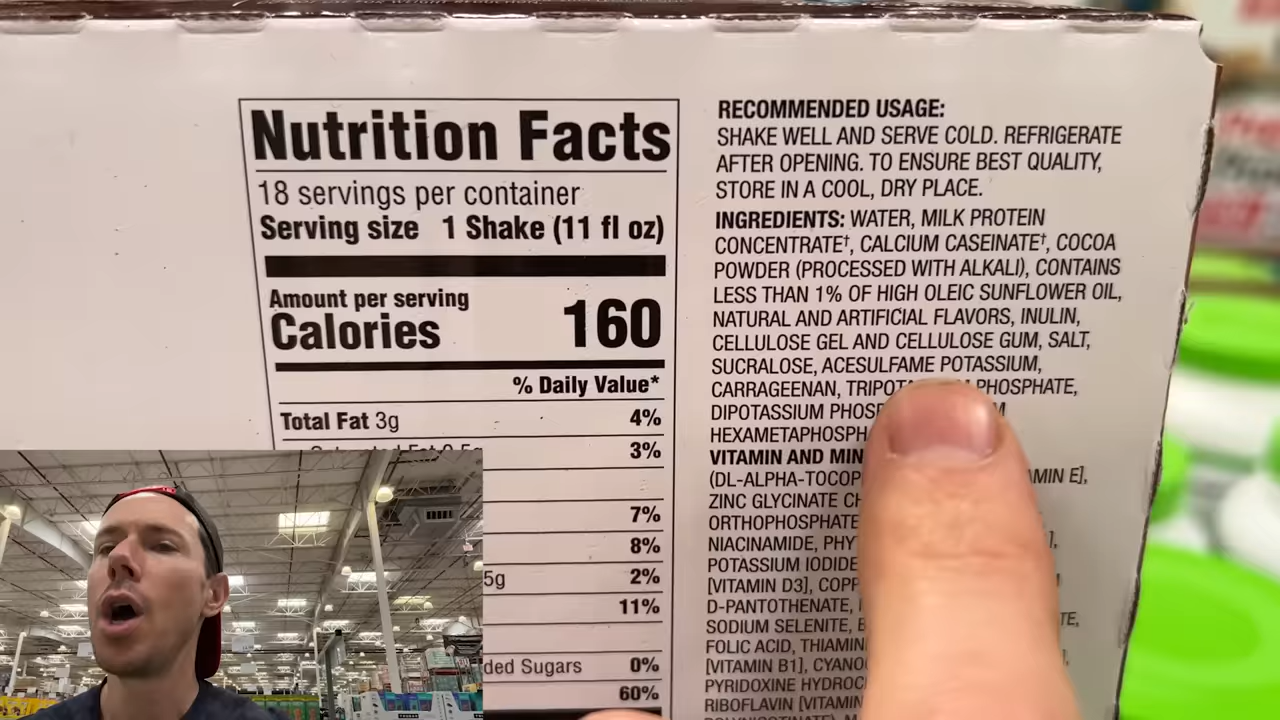 Nutrition Facts
18 servings per container
Serving size 1 Shake (11 fl oz)
Amount per serving
Calories 160
% Daily Value*
Total Fat 3g 4%
3%
7%
8%
5g 2%
11%
ded Sugars 0%
60%
RECOMMENDED USAGE:
SHAKE WELL AND SERVE COLD. REFRIGERATE
AFTER OPENING. TO ENSURE BEST QUALITY,
STORE IN A COOL, DRY PLACE.
INGREDIENTS: WATER, MILK PROTEIN
CONCENTRATE†, CALCIUM CASEINATE†, COCOA
POWDER (PROCESSED WITH ALKALI), CONTAINS
LESS THAN 1% OF HIGH OLEIC SUNFLOWER OIL,
NATURAL AND ARTIFICIAL FLAVORS, INULIN,
CELLULOSE GEL AND CELLULOSE GUM, SALT,
SUCRALOSE, ACESULFAME POTASSIUM,
CARRAGEENAN, TRIPOTA M PHOSPHATE,
DIPOTASSIUM PHOSP M
HEXAMETAPHOSPH
VITAMIN AND MIN
(DL-ALPHA-TOCOP AMIN E],
ZINC GLYCINATE CH
ORTHOPHOSPHATE
NIACINAMIDE, PHY ],
POTASSIUM IODIDE
[VITAMIN D3], COPP
D-PANTOTHENATE,
SODIUM SELENITE, B TE,
FOLIC ACID, THIAMIN
[VITAMIN B1], CYANO
PYRIDOXINE HYDROC
RIBOFLAVIN [VITAMIN